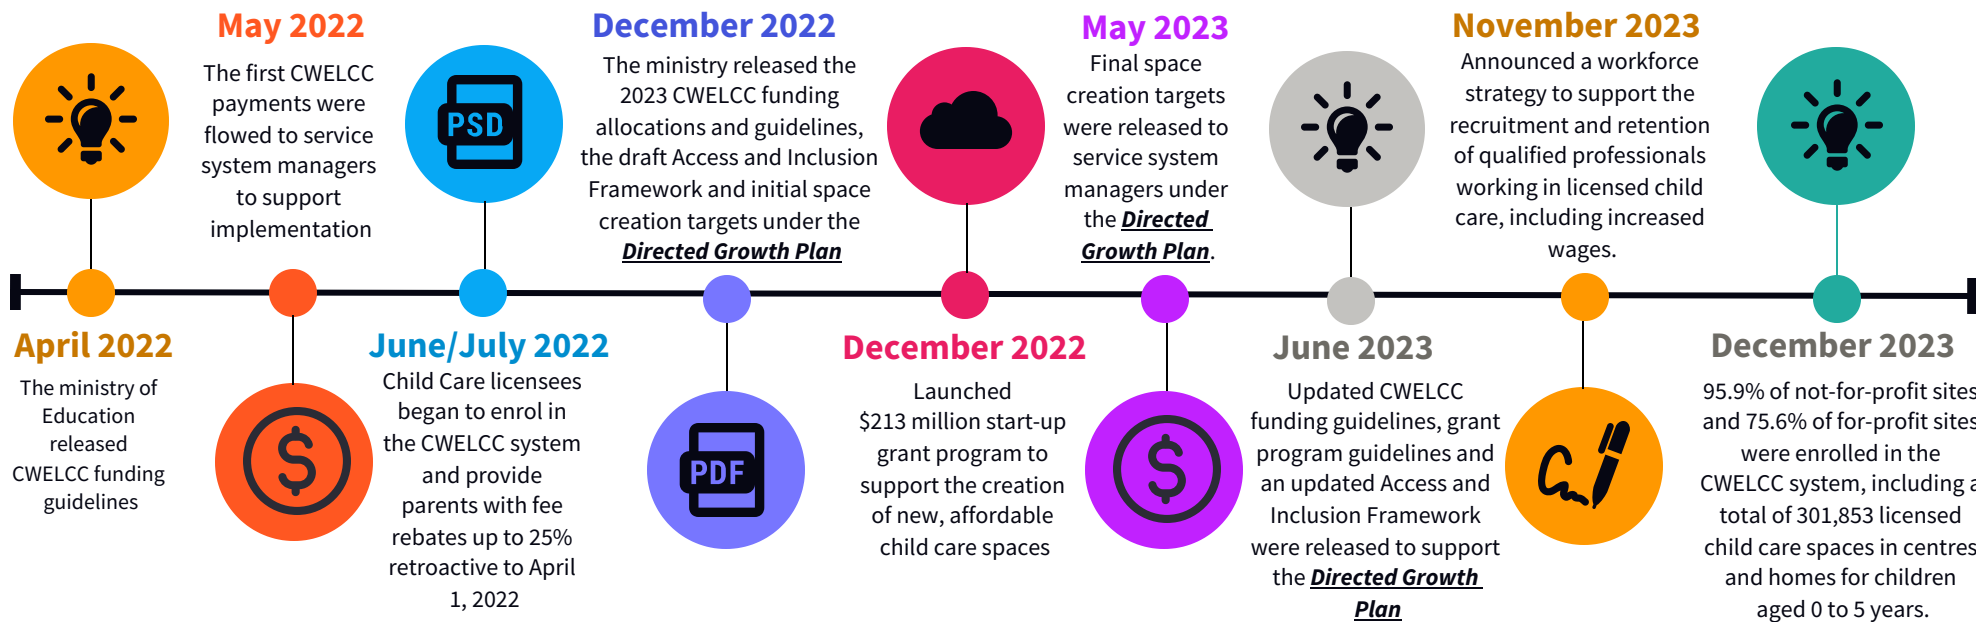 April 2022
The ministry of
Education
released
CWELCC funding
guidelines
May 2022
The first CWELCC
payments were
flowed to service
system managers
to support
implementation
PSD
June/July 2022
Child Care licensees
began to enrol in
the CWELCC system
and provide
parents with fee
rebates up to 25%
retroactive to April
1, 2022
December 2022
The ministry released the
2023 CWELCC funding
allocations and guidelines,
the draft Access and Inclusion
Framework and initial space
creation targets under the
Directed Growth Plan
PDF
December 2022
Launched
$213 million start-up
grant program to
support the creation
of new, affordable
child care spaces
May 2023
Final space
creation targets
were released to
service system
managers under
the Directed
Growth Plan.
June 2023
Updated CWELCC
funding guidelines, grant
program guidelines and
an updated Access and
Inclusion Framework
were released to support
the Directed Growth
Plan
November 2023
Announced a workforce
strategy to support the
recruitment and retention
of qualified professionals
working in licensed child
care, including increased
wages.
December 2023
95.9% of not-for-profit sites
and 75.6% of for-profit sites
were enrolled in the
CWELCC system, including a
total of 301,853 licensed
child care spaces in centres
and homes for children
aged 0 to 5 years.